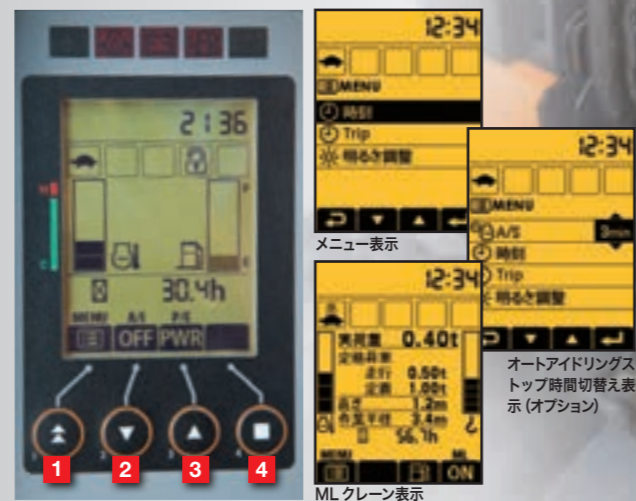 21:36
H
C
F
E
30.4h
MENU A/S P/E
OFF PWR
1 2 3 4
1 2 3 4
12:34
MENU
時刻
Trip
明るさ調整
メニュー表示
12:34
MENU
A/S 3min
時刻
Trip
明るさ調整
オートアイドリングス
トップ時間切替え表
示 (オプション)
12:34
実荷重 0.40t
定格荷重
走行 0.50t
定置 1.00t
高さ 1.2m
作業半径 3.4m
56.1h
MENU ML
ON
ML クレーン表示